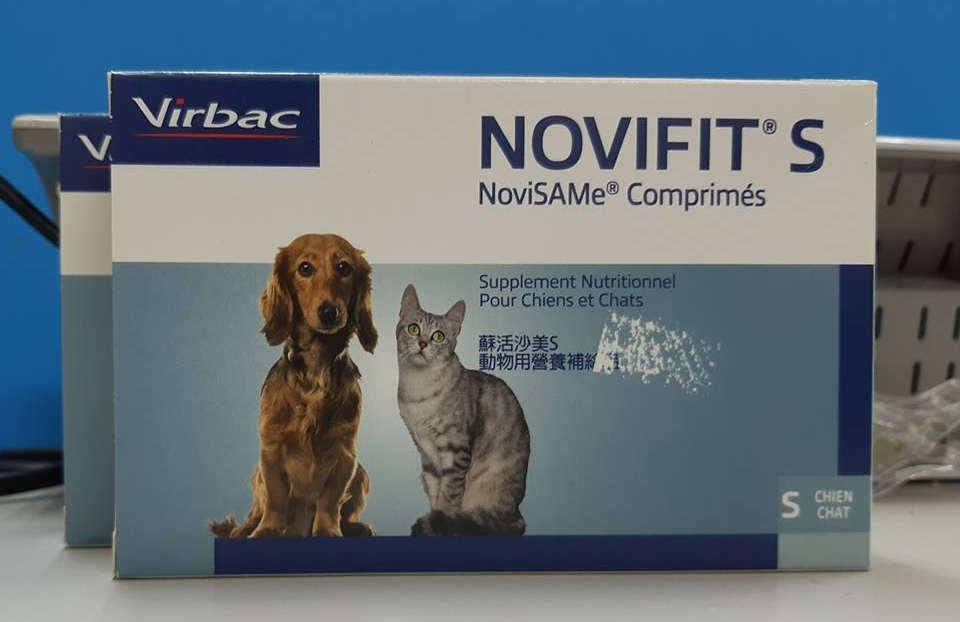 Virbac
NOVIFIT® S
NoviSAMe® Comprimés
Supplement Nutritionnel
Pour Chiens et Chats
蘇活沙美S
動物用營養補
S CHIEN
CHAT
V